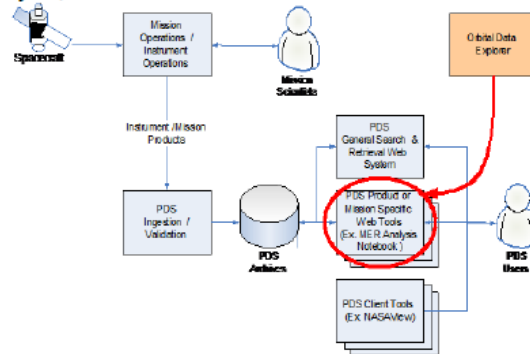 Spacecraft
Mission
Operations /
Instrument
Operations
Mission
Scientists
Orbital Data
Explorer
Instrument /Mission
Products
PDS
General Search &
Retrieval Web
System
PDS
Ingestion /
Validation
PDS
Archives
PDS Product or
Mission Specific
Web Tools
(Ex. MER Analysis
Notebook )
PDS
Users
PDS Client Tools
(Ex. NASAView)